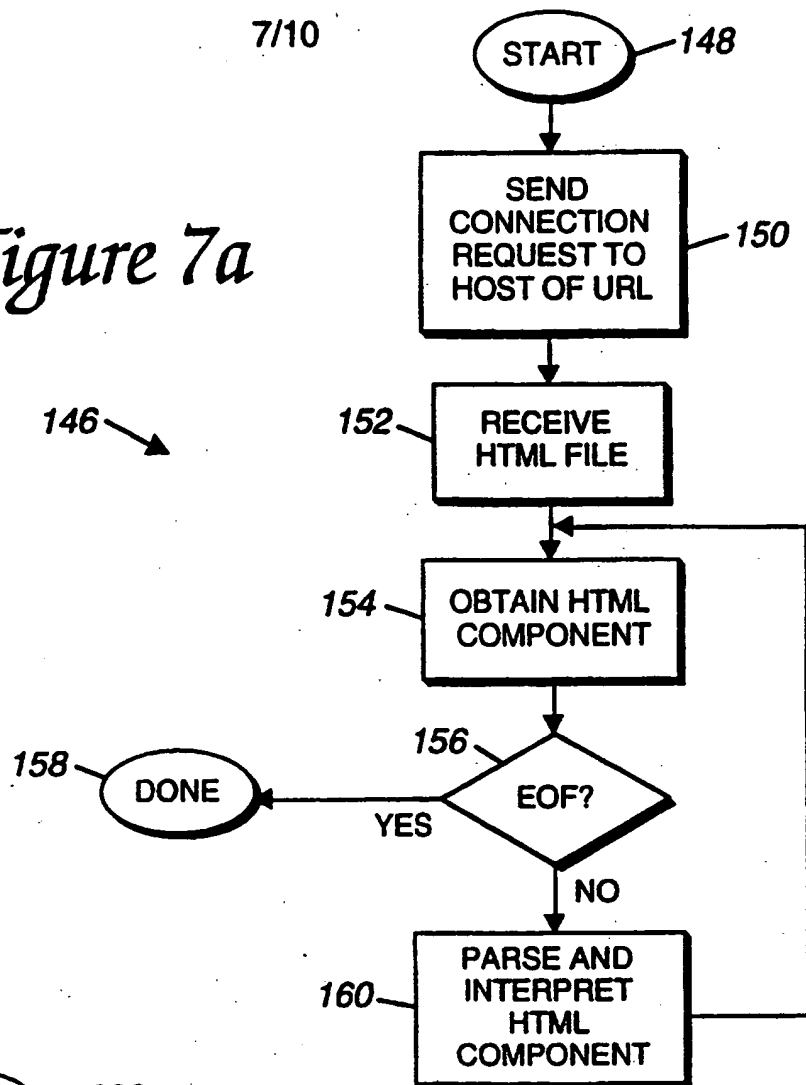 7/10
START
148
SEND
CONNECTION
REQUEST TO
HOST OF URL
150
igure 7a
146
152
RECEIVE
HTML FILE
154
OBTAIN HTML
COMPONENT
156
158
DONE
EOF?
YES
NO
160
PARSE AND
INTERPRET
HTML
COMPONENT